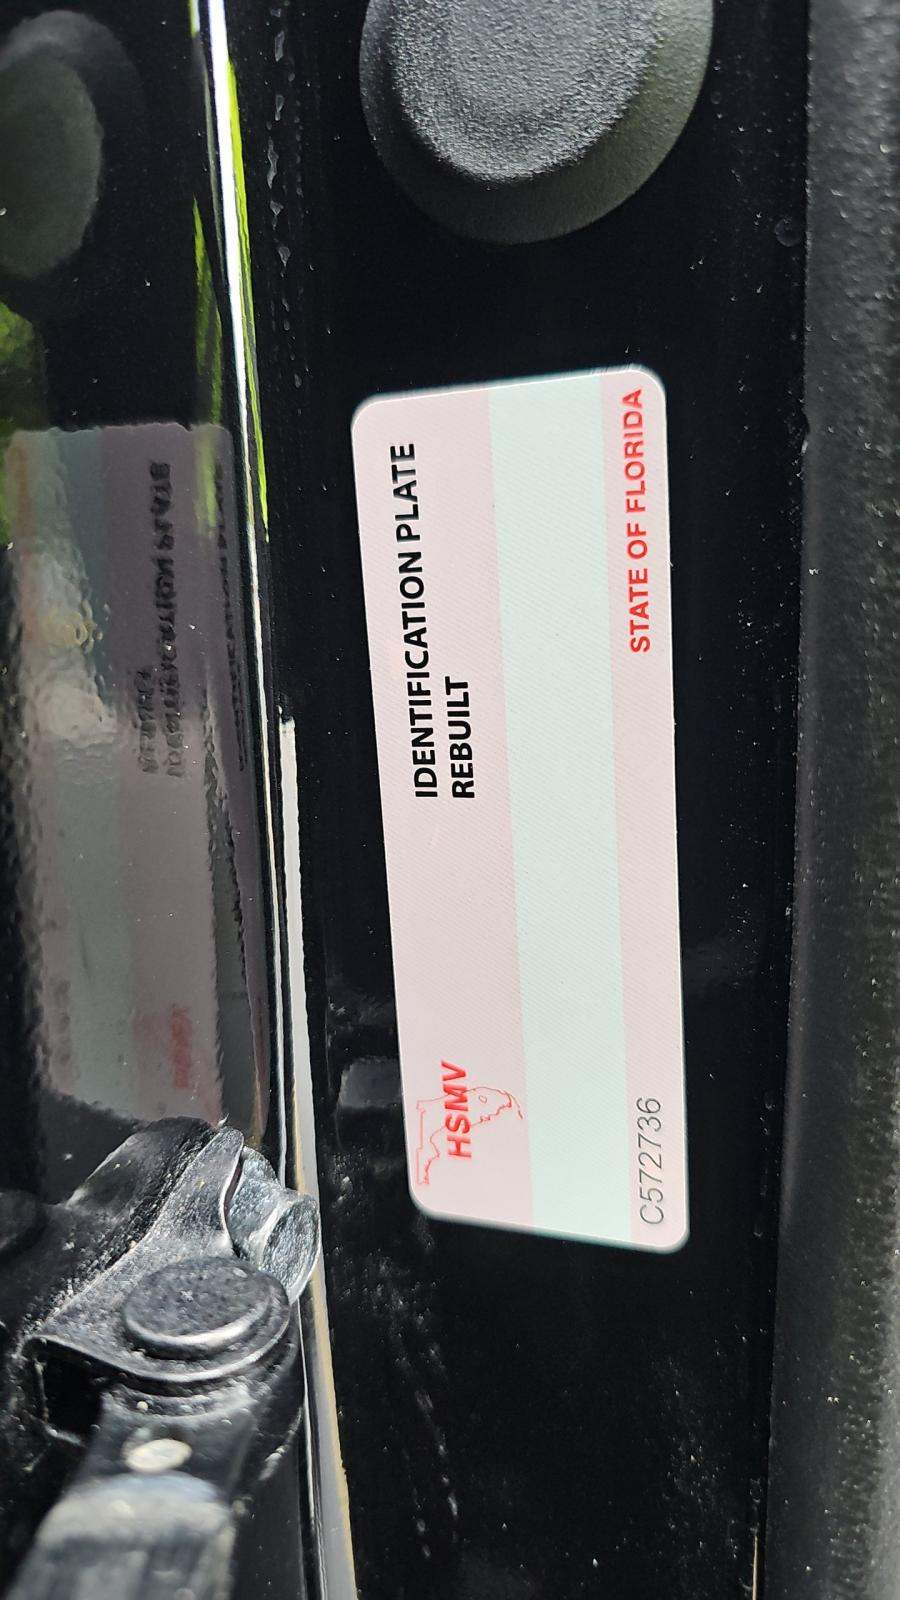 IDENTIFICATION PLATE
REBUILT
HSMV
C572736
STATE OF FLORIDA